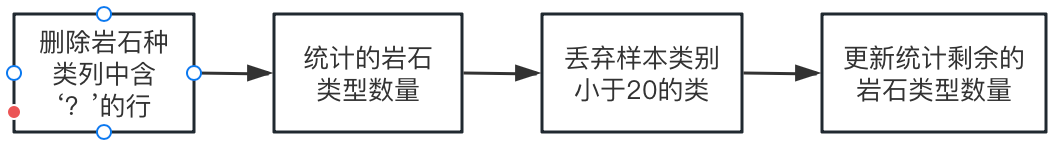 删除岩石种
类列中含
‘？’的行
统计的岩石
类型数量
丢弃样本类别
小于20的类
更新统计剩余的
岩石类型数量